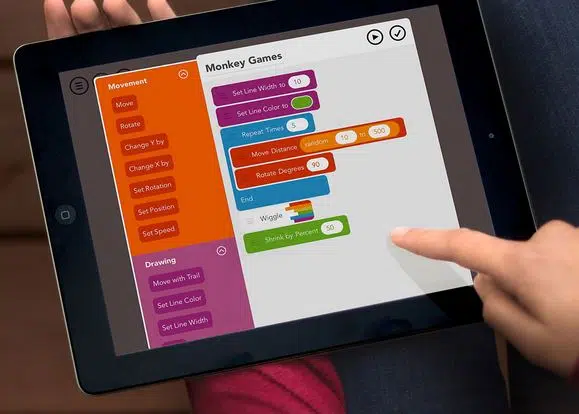 Monkey Games
Movement
Move
Rotate
Change Y by
Change X by
Set Rotation
Set Position
Set Speed
Drawing
Move with Trail
Set Line Color
Set Line Width
Set Line Width to 10
Set Line Color to
Repeat Times 5
Move Distance random 10 to 500
Rotate Degrees 90
End
Wiggle
Shrink by Percent 50